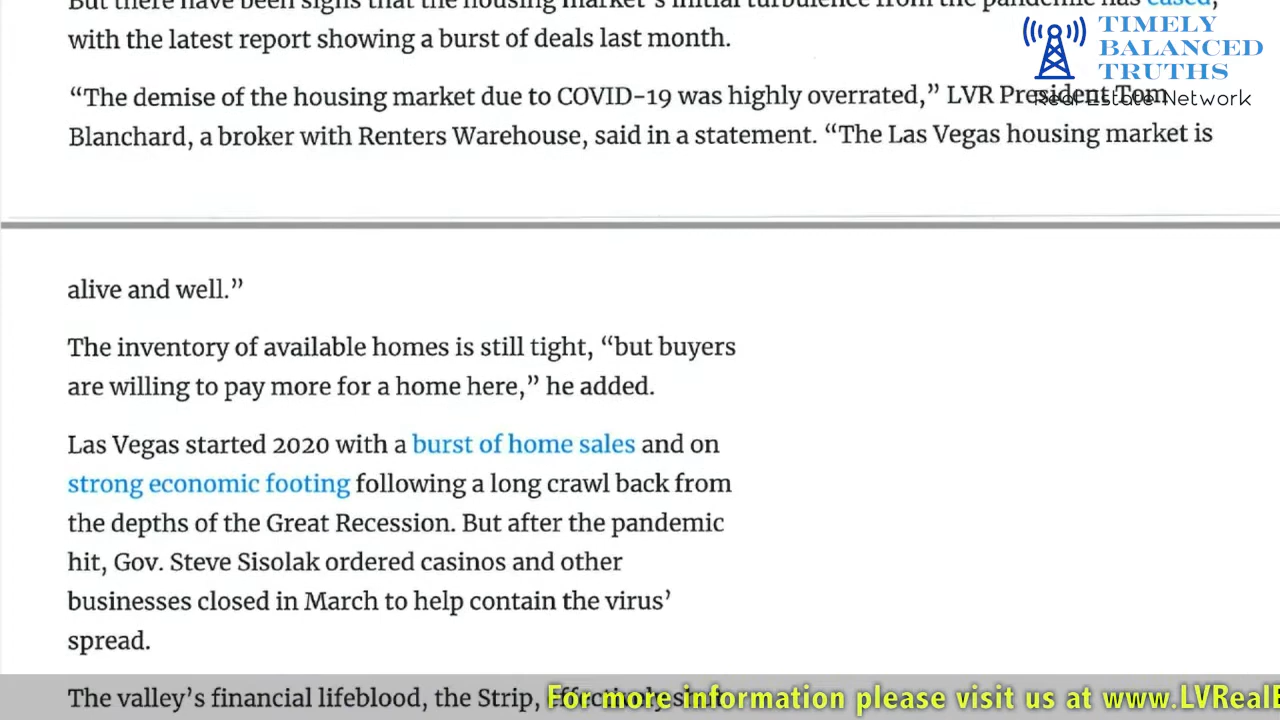 with the latest report showing a burst of deals last month.
TIMELY
BALANCED
TRUTHS
Real Estate Network
“The demise of the housing market due to COVID-19 was highly overrated,” LVR President Tom
Blanchard, a broker with Renters Warehouse, said in a statement. “The Las Vegas housing market is
alive and well.”
The inventory of available homes is still tight, “but buyers
are willing to pay more for a home here,” he added.
Las Vegas started 2020 with a burst of home sales and on
strong economic footing following a long crawl back from
the depths of the Great Recession. But after the pandemic
hit, Gov. Steve Sisolak ordered casinos and other
businesses closed in March to help contain the virus’
spread.
The valley’s financial lifeblood, the Strip,
For more information please visit us at www.LVRealE